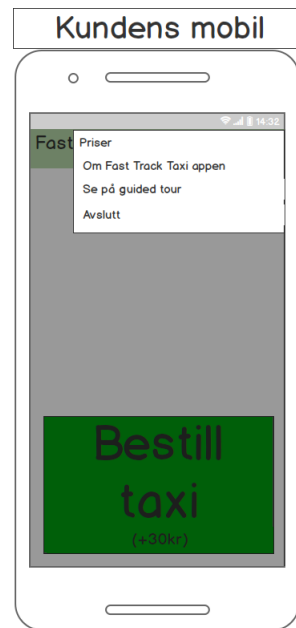 Kundens mobil
14:32
Fast
Priser
Om Fast Track Taxi appen
Se på guided tour
Avslutt
Bestill
taxi
(+30kr)